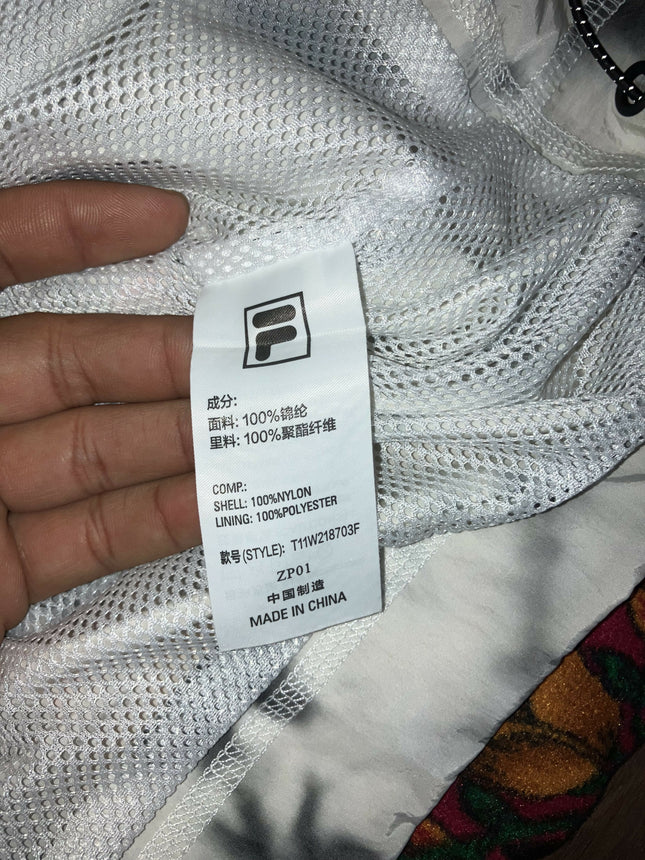 F
成分:
面料: 100%锦纶
里料: 100%聚酯纤维
COMP.:
SHELL: 100%NYLON
LINING: 100%POLYESTER
款号(STYLE): T11W218703F
ZP01
中国制造
MADE IN CHINA